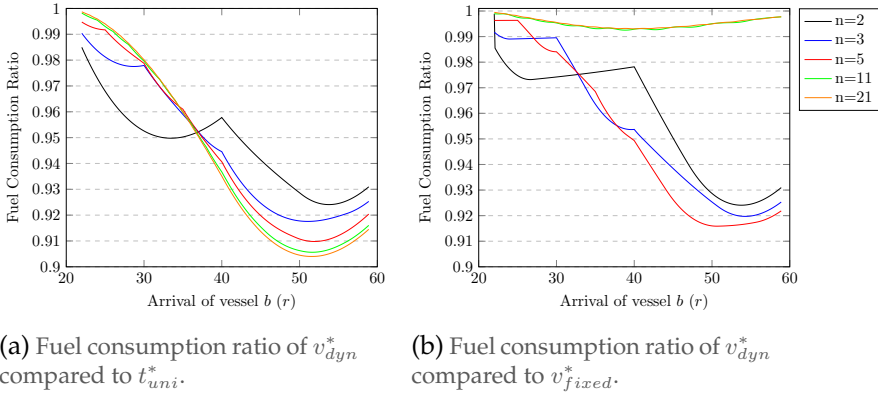 1
0.99
0.98
0.97
0.96
0.95
0.94
0.93
0.92
0.91
0.9
20
30
40
50
60
Fuel Consumption Ratio
Arrival of vessel b (r)
1
0.99
0.98
0.97
0.96
0.95
0.94
0.93
0.92
0.91
0.9
20
30
40
50
60
Fuel Consumption Ratio
Arrival of vessel b (r)
n=2
n=3
n=5
n=11
n=21
(a) Fuel consumption ratio of v*dyn
compared to t*uni.
(b) Fuel consumption ratio of v*dyn
compared to v*fixed.